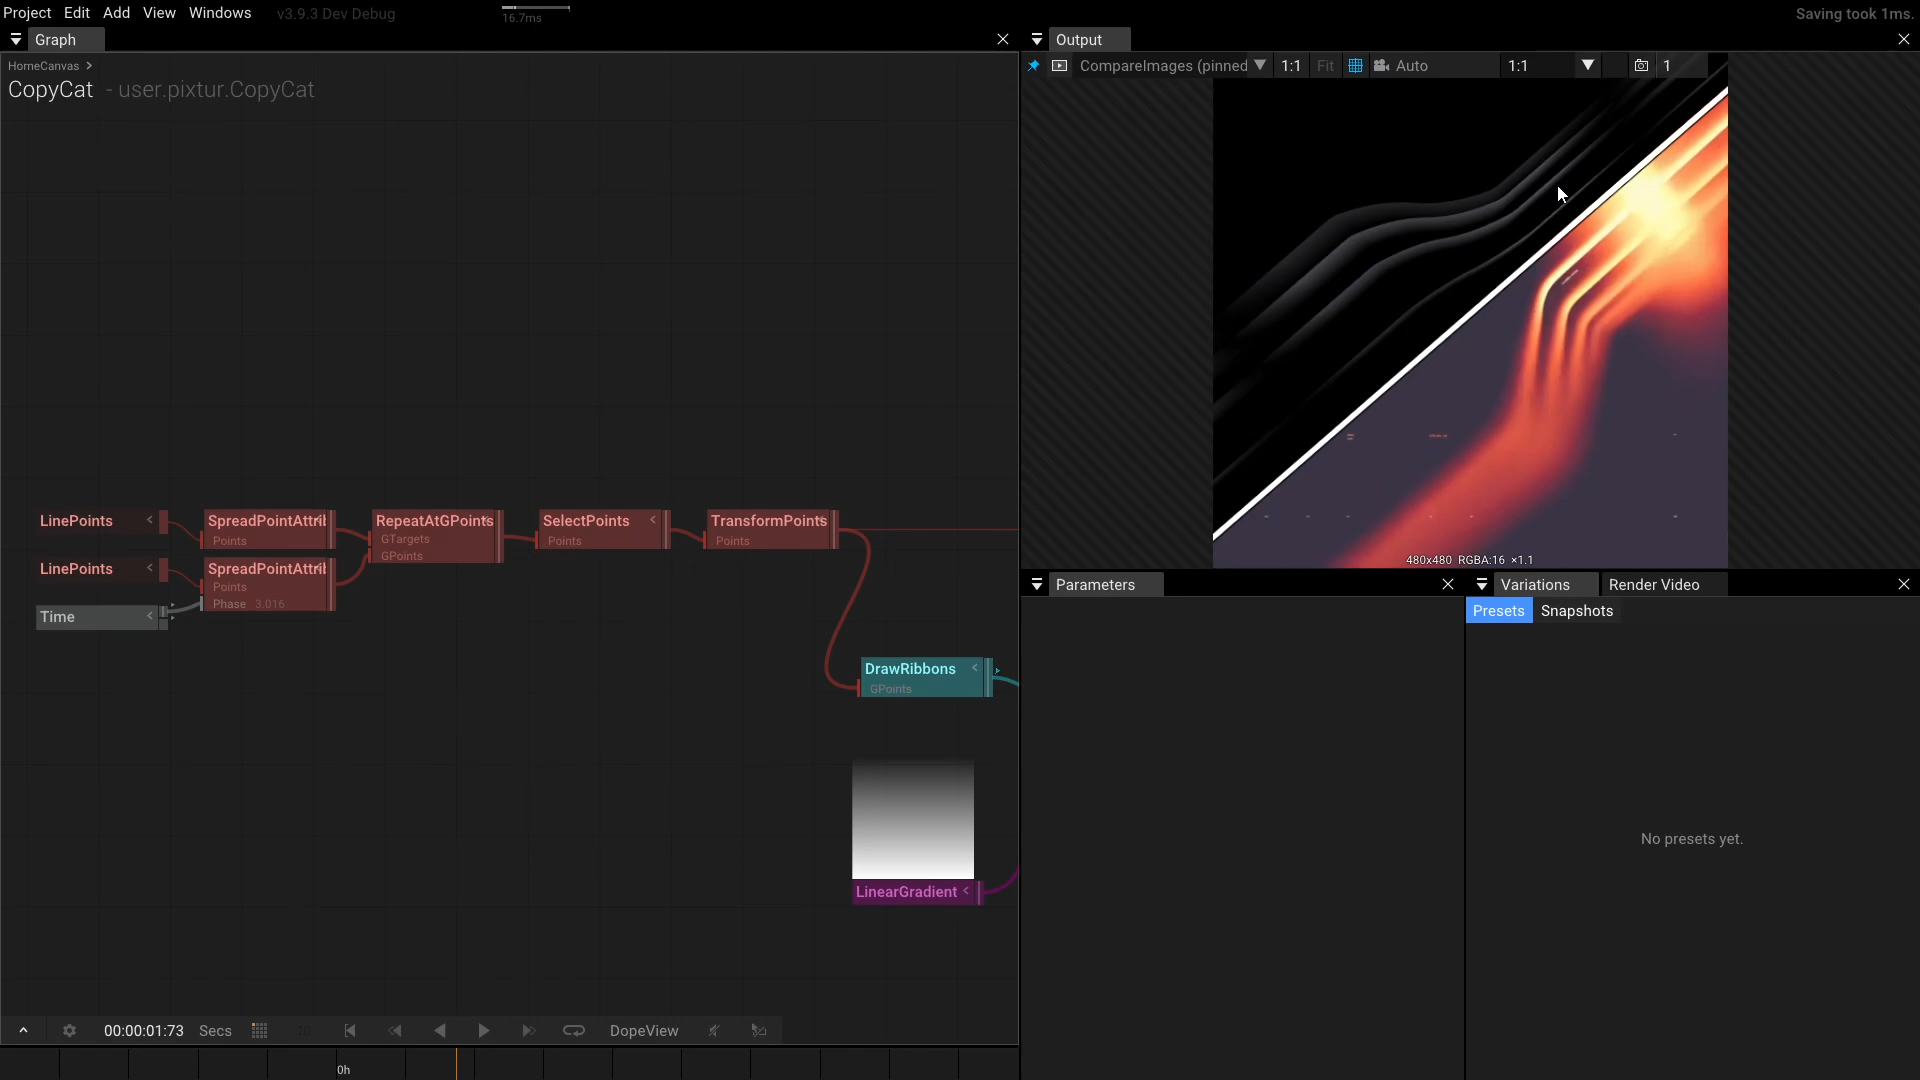 Project Edit Add View Windows v3.9.3 Dev Debug 16.7ms Saving took 1ms.
Graph
Output
HomeCanvas >
CopyCat - user.pixtur.CopyCat
CompareImages (pinned 1:1 Fit Auto 1:1 1
480x480 RGBA:16 ×1.1
LinePoints
SpreadPointAttrib
Points
RepeatAtGPoints
GTargets
GPoints
SelectPoints
Points
TransformPoints
Points
LinePoints
SpreadPointAttrib
Points
Phase 3.016
Time
DrawRibbons
GPoints
LinearGradient
Parameters
Variations Render Video
Presets Snapshots
No presets yet.
00:00:01:73 Secs DopeView
0h